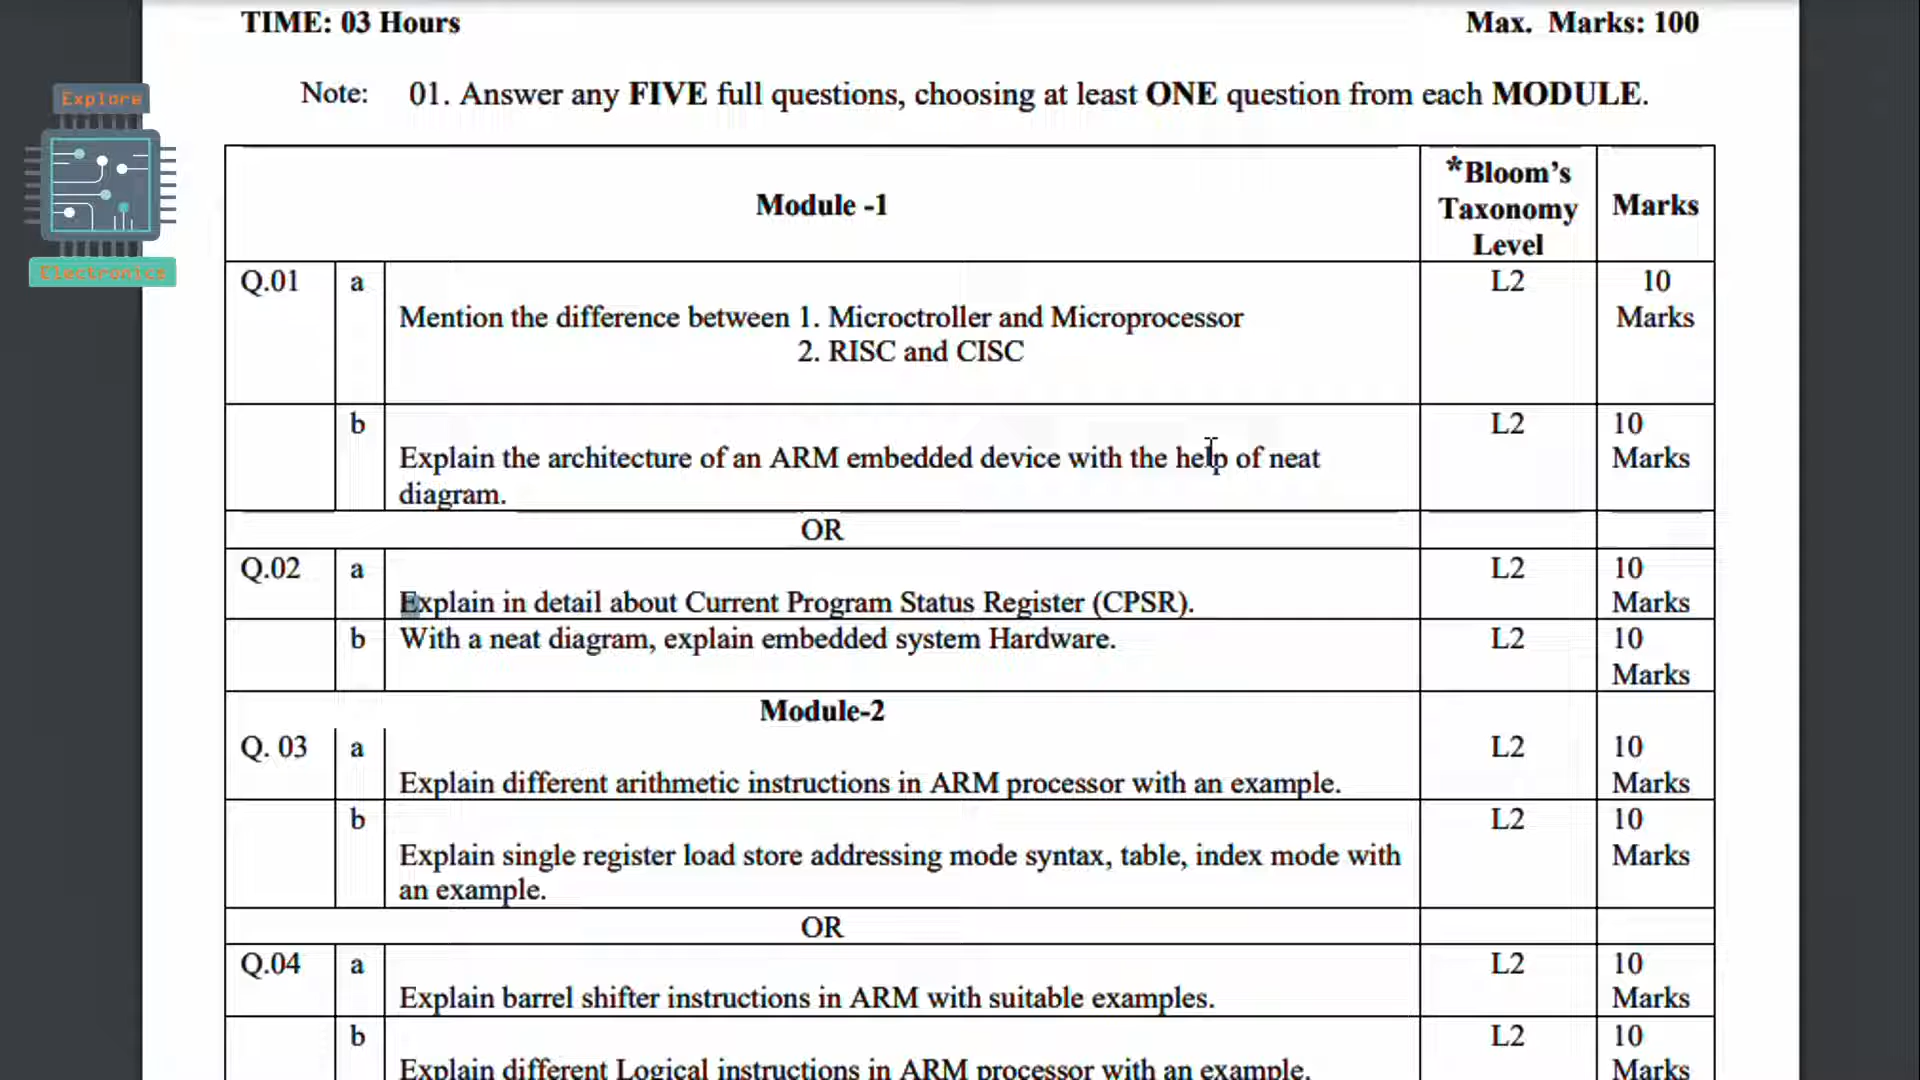 TIME: 03 Hours Max. Marks: 100
Note: 01. Answer any FIVE full questions, choosing at least ONE question from each MODULE.
Explore
Electronics
Module -1 *Bloom's Taxonomy Level Marks
Q.01 a L2 10
Mention the difference between 1. Microctroller and Microprocessor Marks
2. RISC and CISC
b L2 10
Explain the architecture of an ARM embedded device with the help of neat Marks
diagram.
OR
Q.02 a L2 10
Explain in detail about Current Program Status Register (CPSR). Marks
b With a neat diagram, explain embedded system Hardware. L2 10
Marks
Module-2
Q. 03 a L2 10
Explain different arithmetic instructions in ARM processor with an example. Marks
b L2 10
Explain single register load store addressing mode syntax, table, index mode with Marks
an example.
OR
Q.04 a L2 10
Explain barrel shifter instructions in ARM with suitable examples. Marks
b L2 10
Explain different Logical instructions in ARM processor with an example. Marks